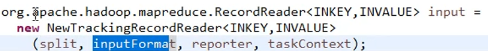 org.apache.hadoop.mapreduce.RecordReader<INKEY,INVALUE> input =
new NewTrackingRecordReader<INKEY,INVALUE>
(split, inputFormat, reporter, taskContext);